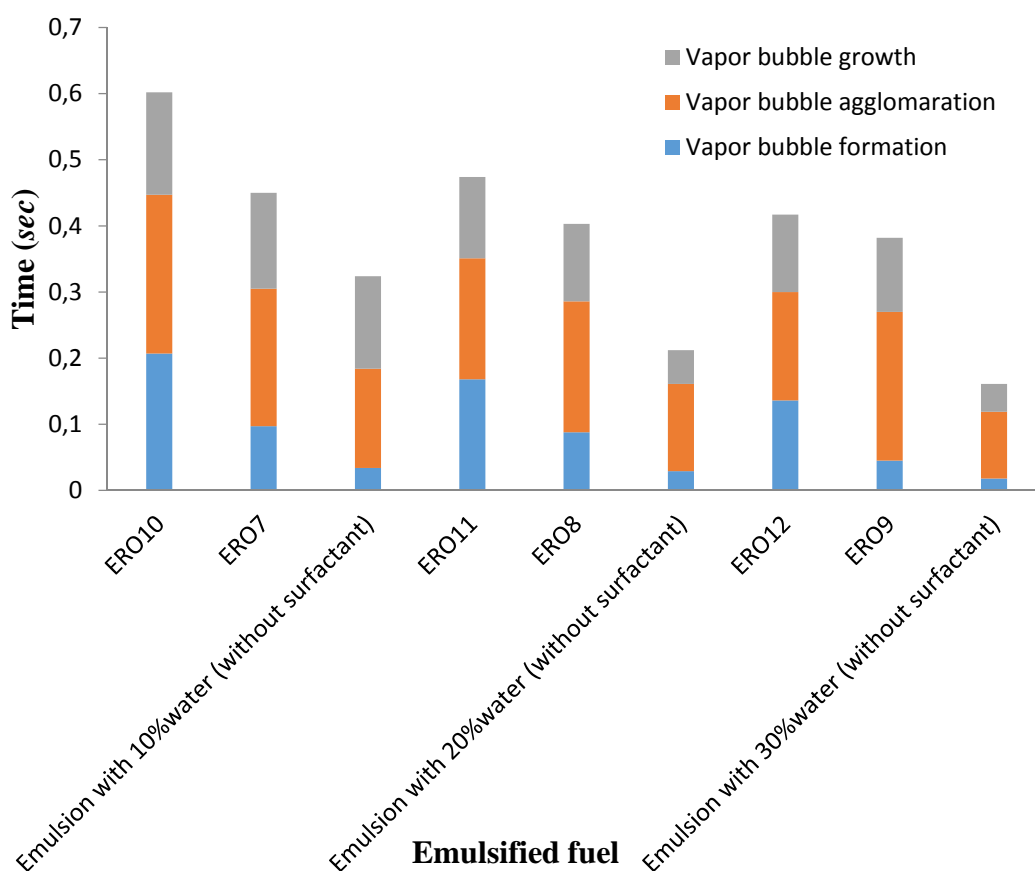 0,7
0,6
0,5
0,4
0,3
0,2
0,1
0
Time (sec)
Vapor bubble growth
Vapor bubble agglomaration
Vapor bubble formation
ERO10
ERO7
Emulsion with 10%water (without surfactant)
ERO11
ERO8
Emulsion with 20%water (without surfactant)
ERO12
ERO9
Emulsion with 30%water (without surfactant)
Emulsified fuel